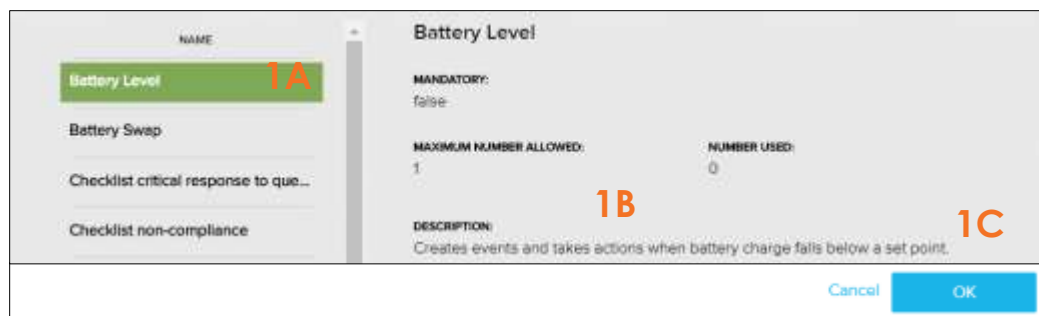 NAME
Battery Level
1A
Battery Swap
Checklist critical response to que...
Checklist non-compliance
Battery Level
MANDATORY:
false
MAXIMUM NUMBER ALLOWED:
NUMBER USED:
1
0
1B
1C
DESCRIPTION:
Creates events and takes actions when battery charge falls below a set point.
Cancel
OK